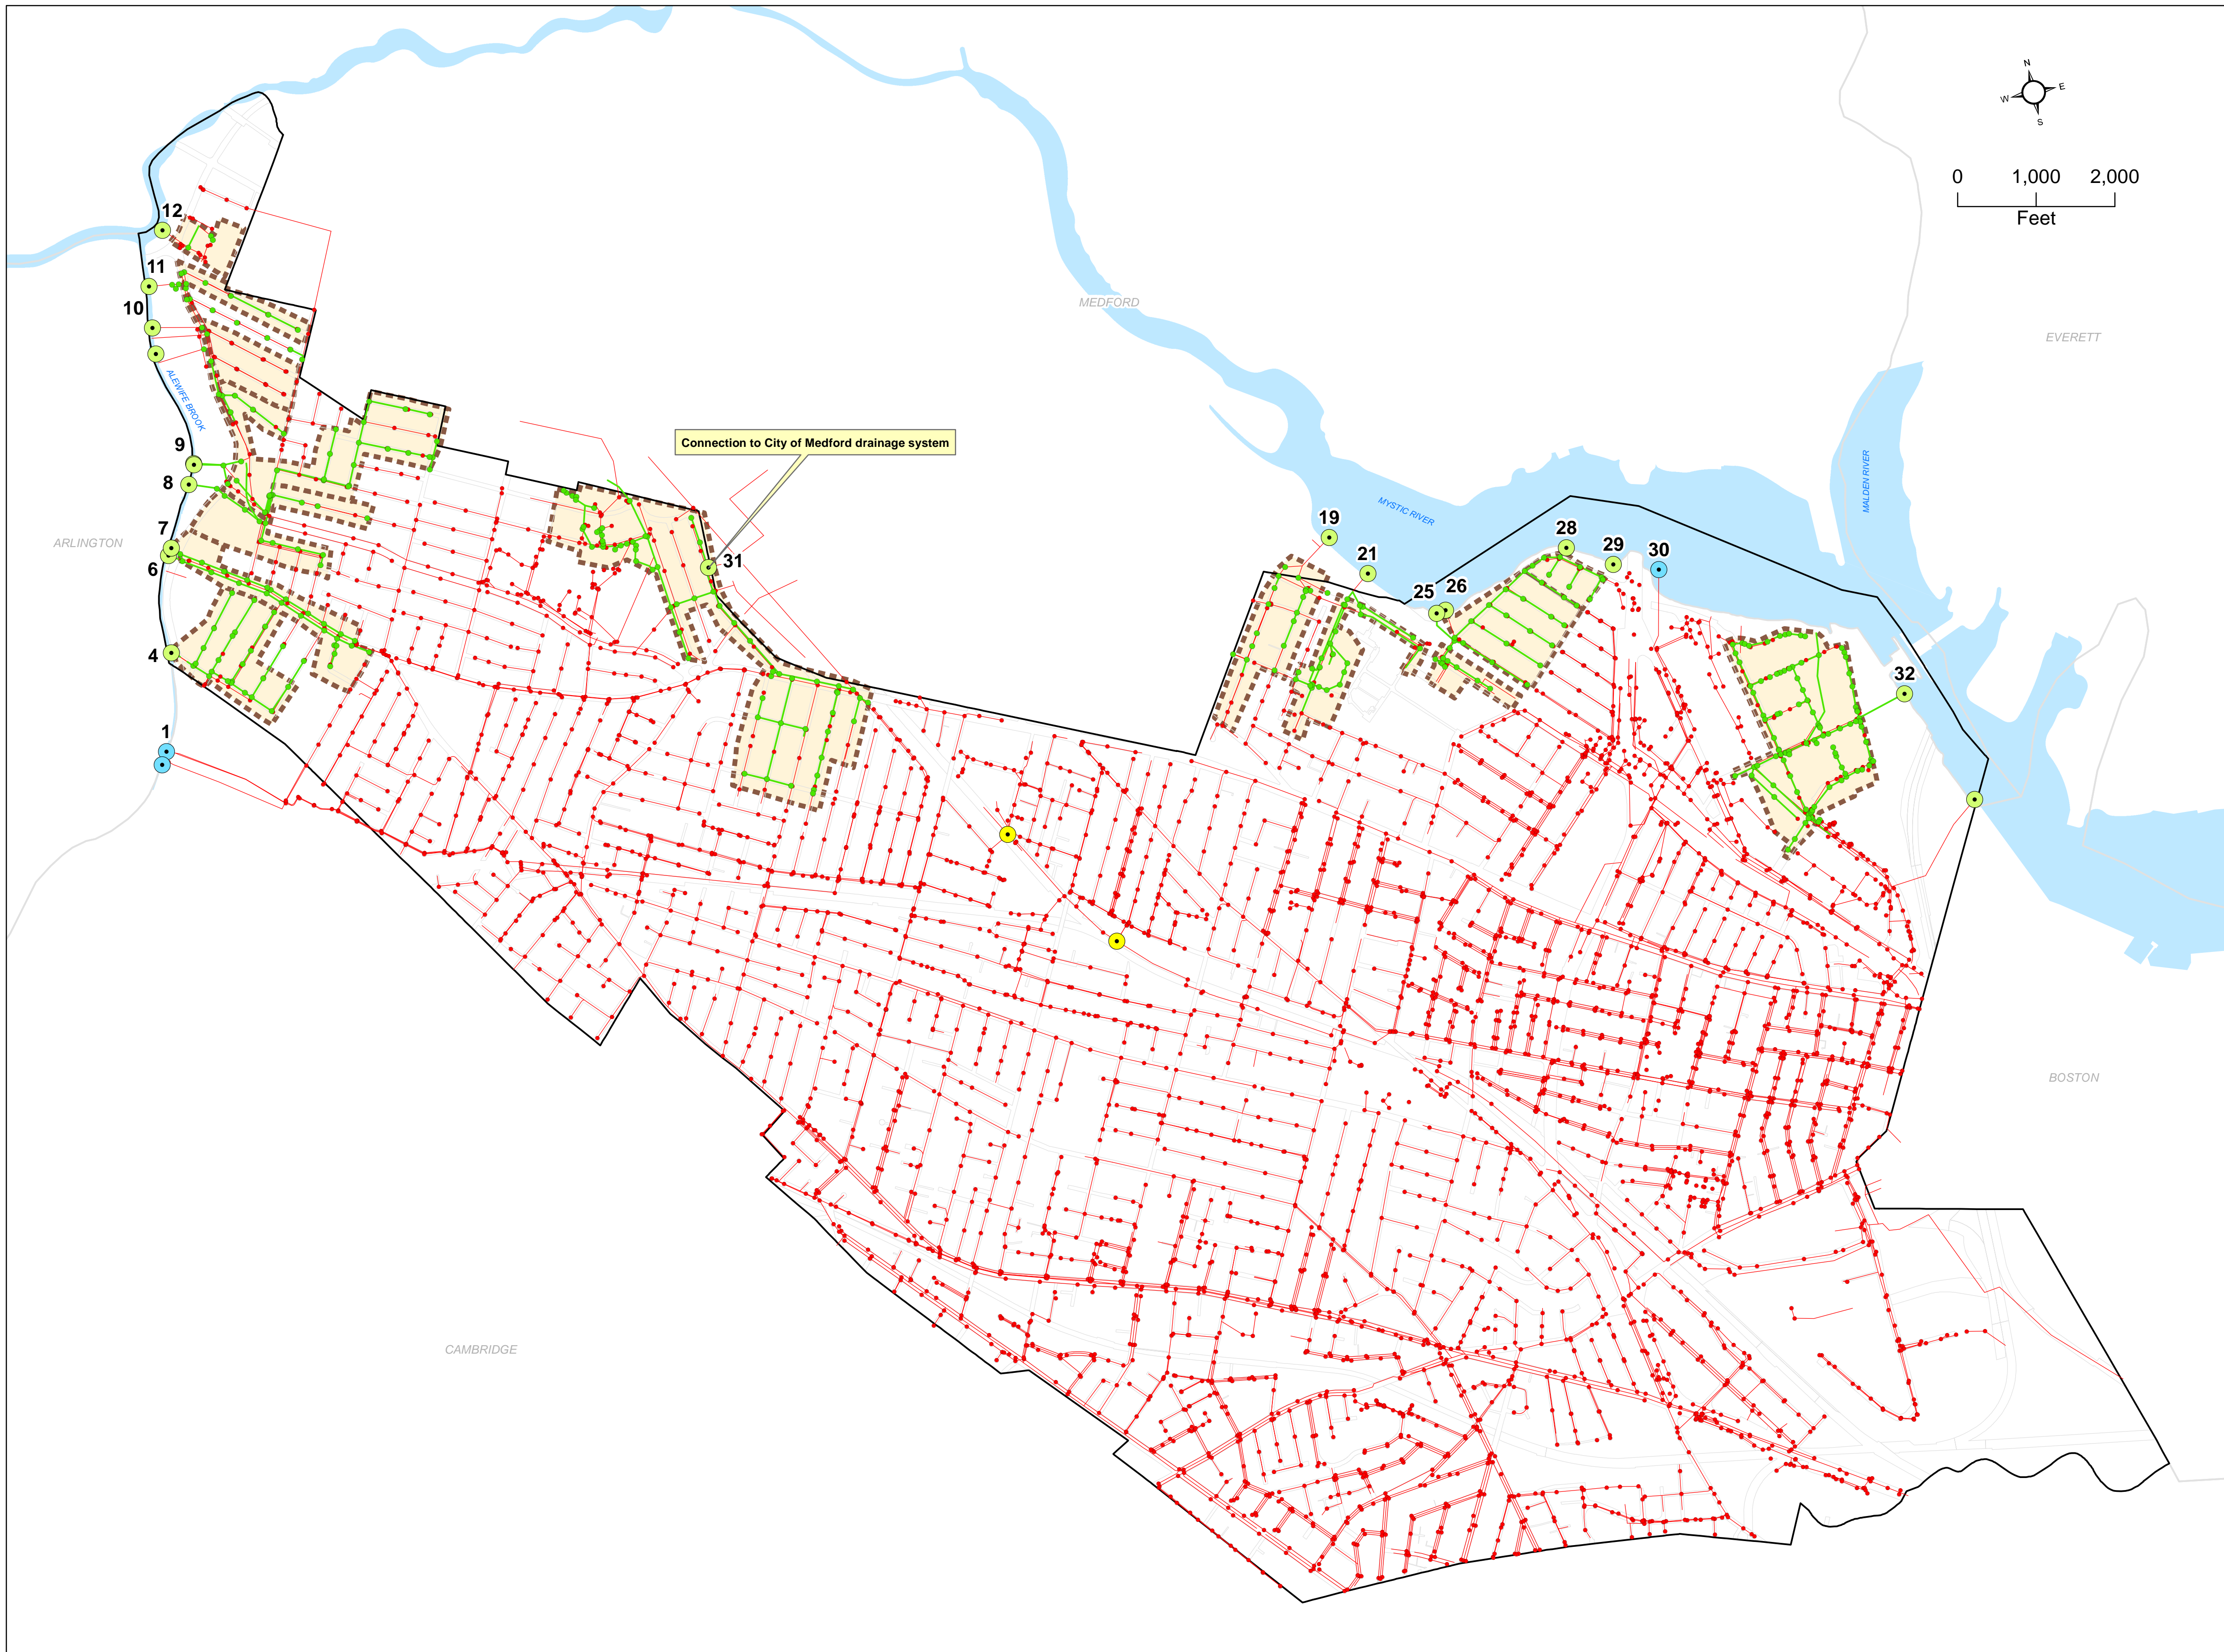 N
W
E
S
0 1,000 2,000
Feet
12
11
10
9
8
7
6
4
1
ALEWIFE BROOK
ARLINGTON
MEDFORD
EVERETT
Connection to City of Medford drainage system
31
MYSTIC RIVER
MALDEN RIVER
19
21
25
26
28
29
30
32
BOSTON
CAMBRIDGE